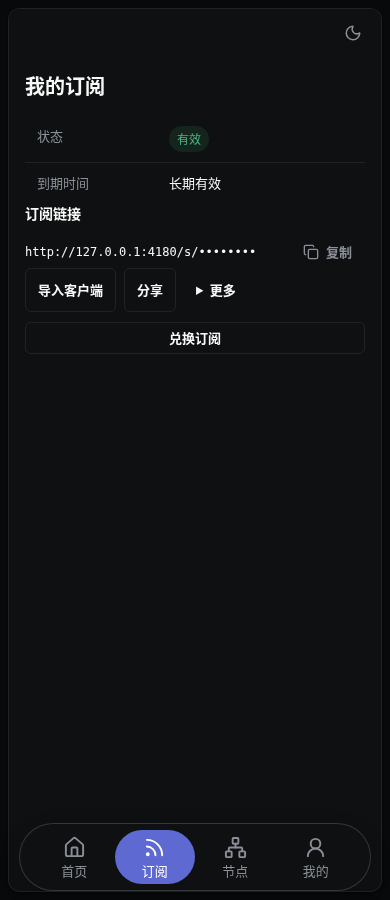 我的订阅
状态 有效
到期时间 长期有效
订阅链接
http://127.0.0.1:4180/s/•••••••• 复制
导入客户端 分享 ▶ 更多
兑换订阅
首页 订阅 节点 我的